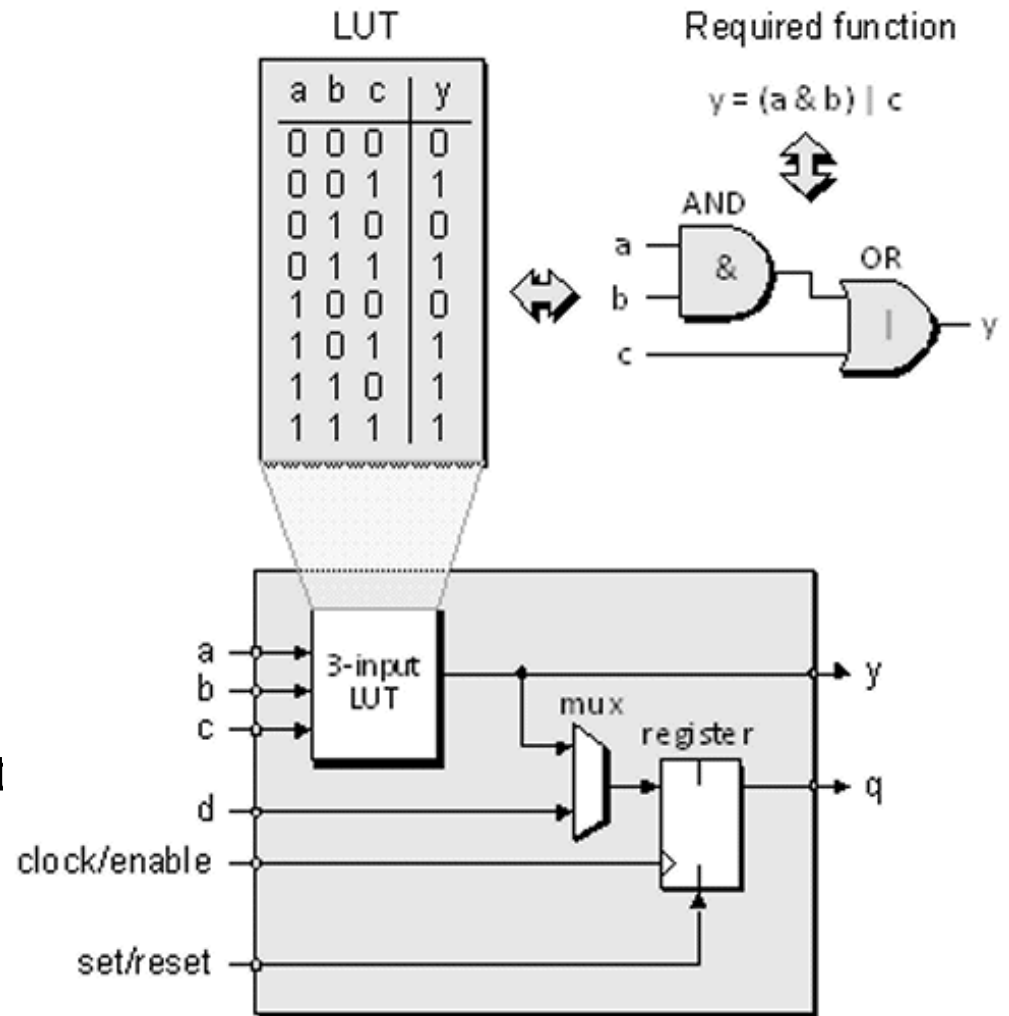 LUT
a b c y
0 0 0 0
0 0 1 1
0 1 0 0
0 1 1 1
1 0 0 0
1 0 1 1
1 1 0 1
1 1 1 1
Required function
y = (a & b) | c
AND
a
&
b
OR
|
y
c
a
b
c
3-input
LUT
y
mux
register
q
d
clock/enable
set/reset